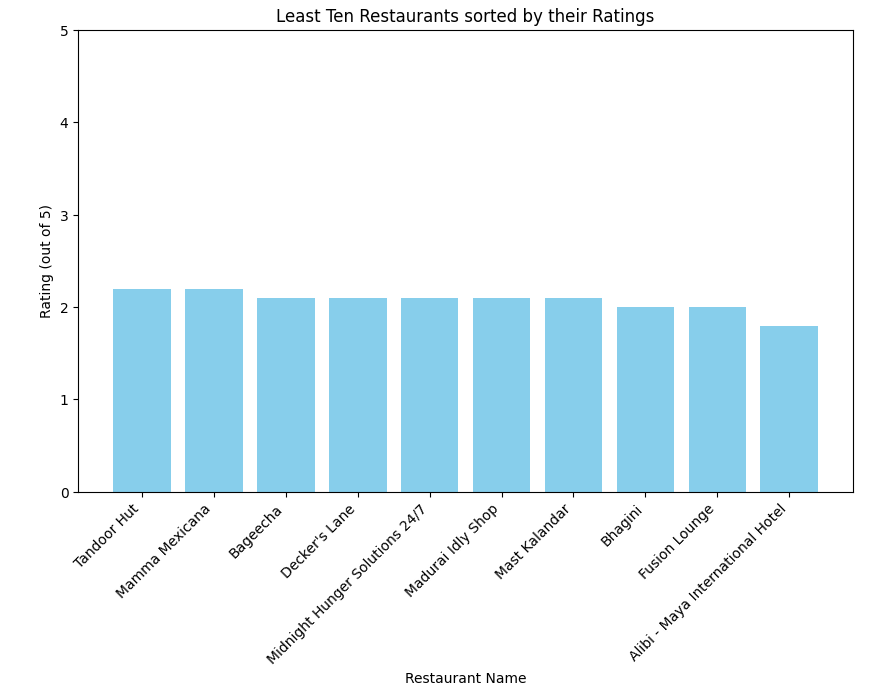 Least Ten Restaurants sorted by their Ratings
Rating (out of 5)
5
4
3
2
1
0
Tandoor Hut
Mamma Mexicana
Bageecha
Decker's Lane
Midnight Hunger Solutions 24/7
Madurai Idly Shop
Mast Kalandar
Bhagini
Fusion Lounge
Alibi - Maya International Hotel
Restaurant Name